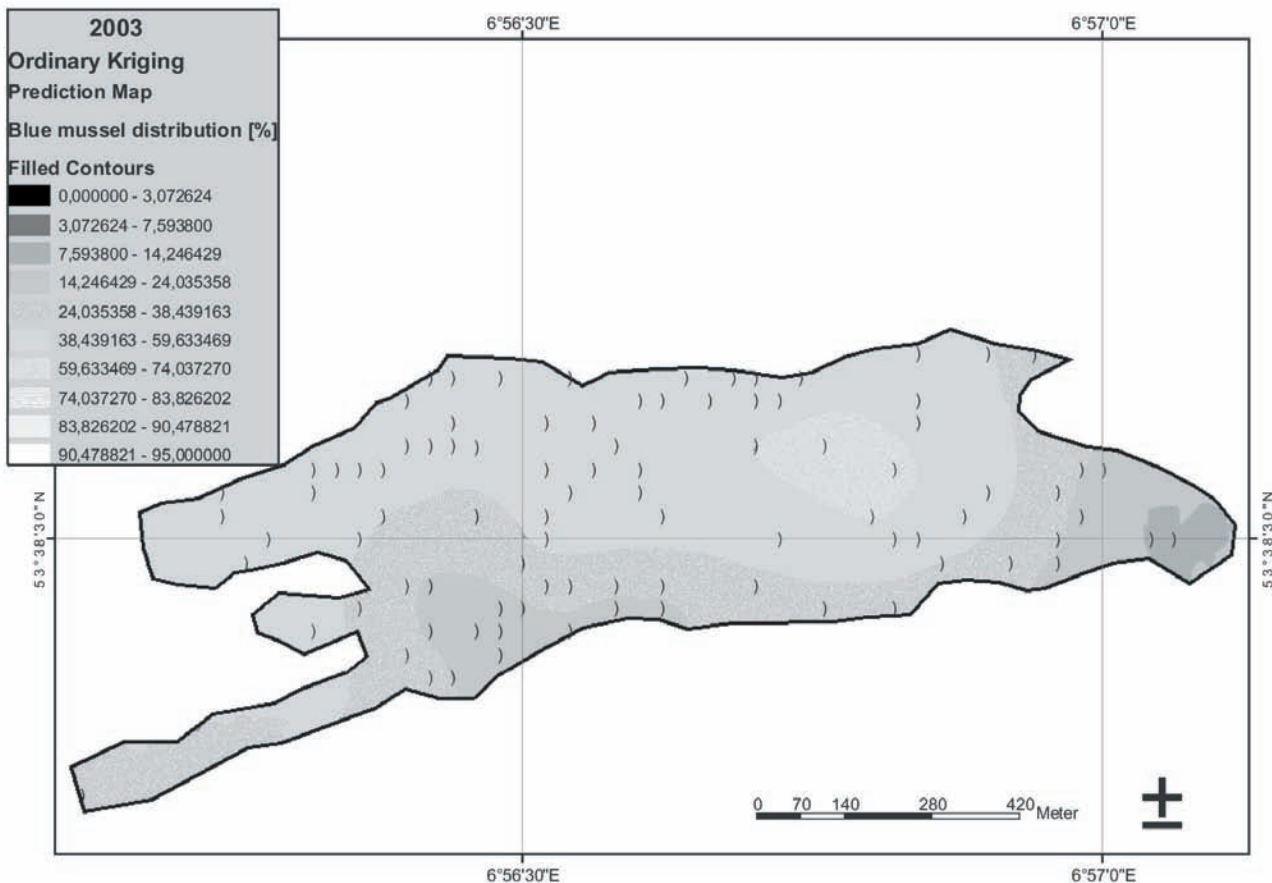 2003
Ordinary Kriging
Prediction Map
Blue mussel distribution [%]
Filled Contours
0,000000 - 3,072624
3,072624 - 7,593800
7,593800 - 14,246429
14,246429 - 24,035358
24,035358 - 38,439163
38,439163 - 59,633469
59,633469 - 74,037270
74,037270 - 83,826202
83,826202 - 90,478821
90,478821 - 95,000000
6°56'30"E
6°57'0"E
53°38'30"N
53°38'30"N
0 70 140 280 420 Meter
±
6°56'30"E
6°57'0"E